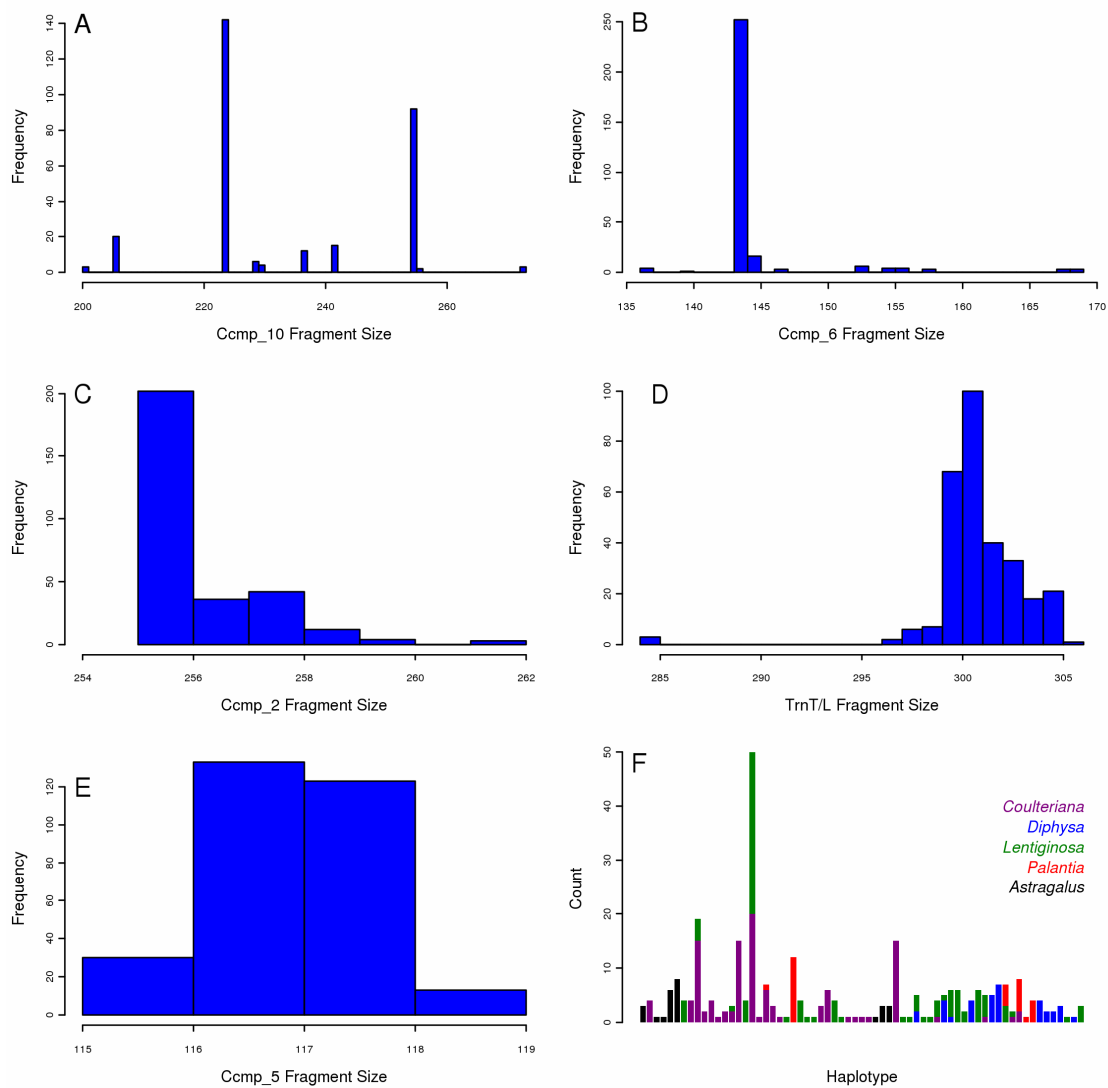 A
Frequency
0 20 40 60 80 100 120 140
200 220 240 260
Ccmp_10 Fragment Size
B
Frequency
0 50 100 150 200 250
135 140 145 150 155 160 165 170
Ccmp_6 Fragment Size
C
Frequency
0 50 100 150 200
254 256 258 260 262
Ccmp_2 Fragment Size
D
Frequency
0 20 40 60 80 100
285 290 295 300 305
TrnT/L Fragment Size
E
Frequency
0 20 40 60 80 100 120
115 116 117 118 119
Ccmp_5 Fragment Size
F
Count
0 10 20 30 40 50
Coulteriana
Diphysa
Lentiginosa
Palantia
Astragalus
Haplotype